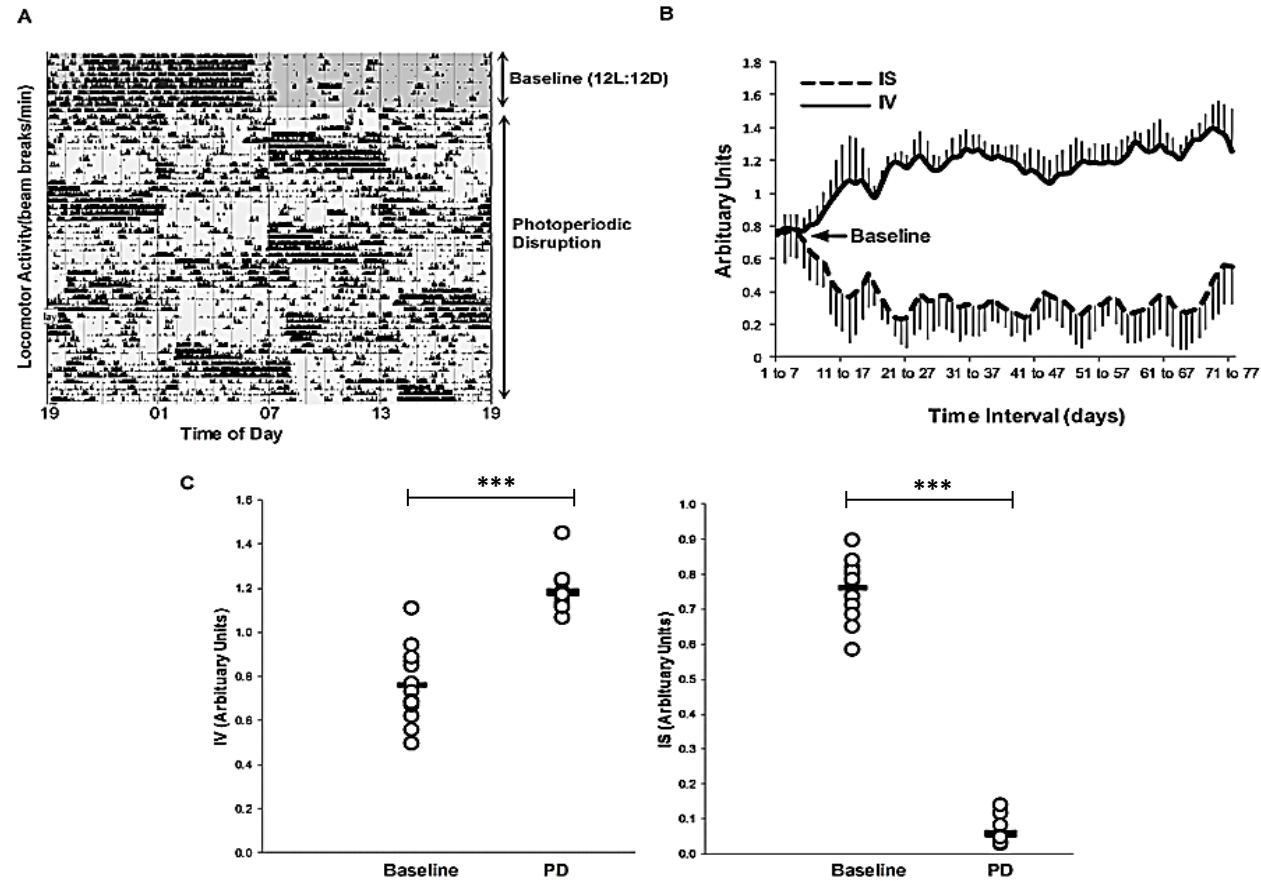 A
Locomotor Activity(beam breaks/min)
Baseline (12L:12D)
Photoperiodic
Disruption
19 01 07 13 19
Time of Day
B
Arbituary Units
1.8
1.6
1.4
1.2
1
0.8
0.6
0.4
0.2
0
IS
IV
Baseline
1 to 7 11 to 17 21 to 27 31 to 37 41 to 47 51 to 57 61 to 67 71 to 77
Time Interval (days)
C
IV (Arbituary Units)
1.6
1.4
1.2
1.0
0.8
0.6
0.4
0.2
0.0
***
Baseline PD
IS (Arbituary Units)
1.0
0.9
0.8
0.7
0.6
0.5
0.4
0.3
0.2
0.1
0.0
***
Baseline PD